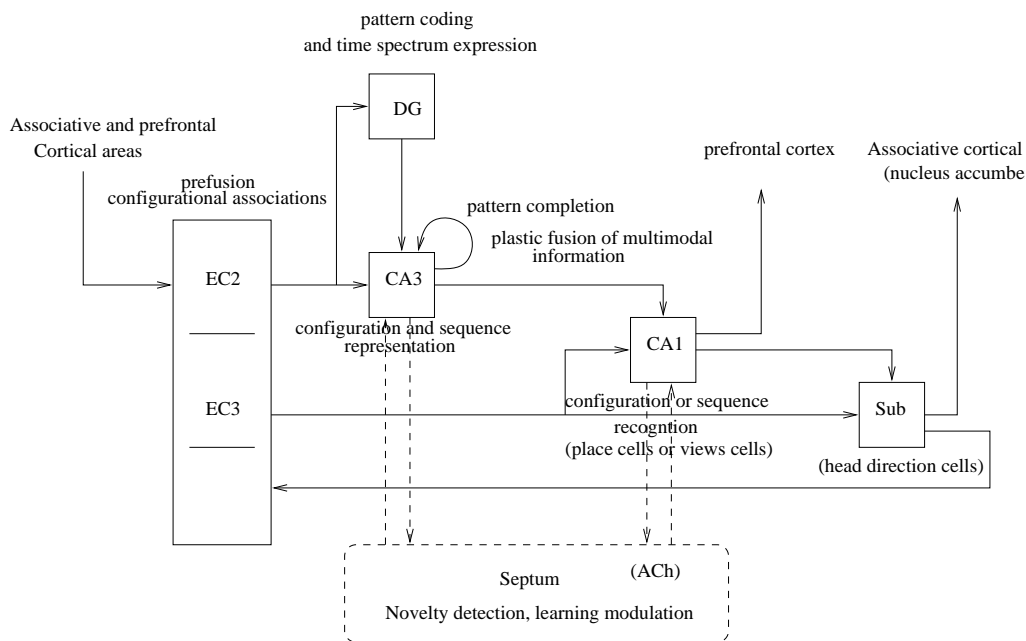 pattern coding
and time spectrum expression
DG
Associative and prefrontal
Cortical areas
prefusion
configurational associations
prefrontal cortex
Associative cortical
(nucleus accumbe
pattern completion
plastic fusion of multimodal
information
EC2
CA3
configuration and sequence
representation
CA1
EC3
configuration or sequence
recogntion
(place cells or views cells)
Sub
(head direction cells)
Septum
(ACh)
Novelty detection, learning modulation